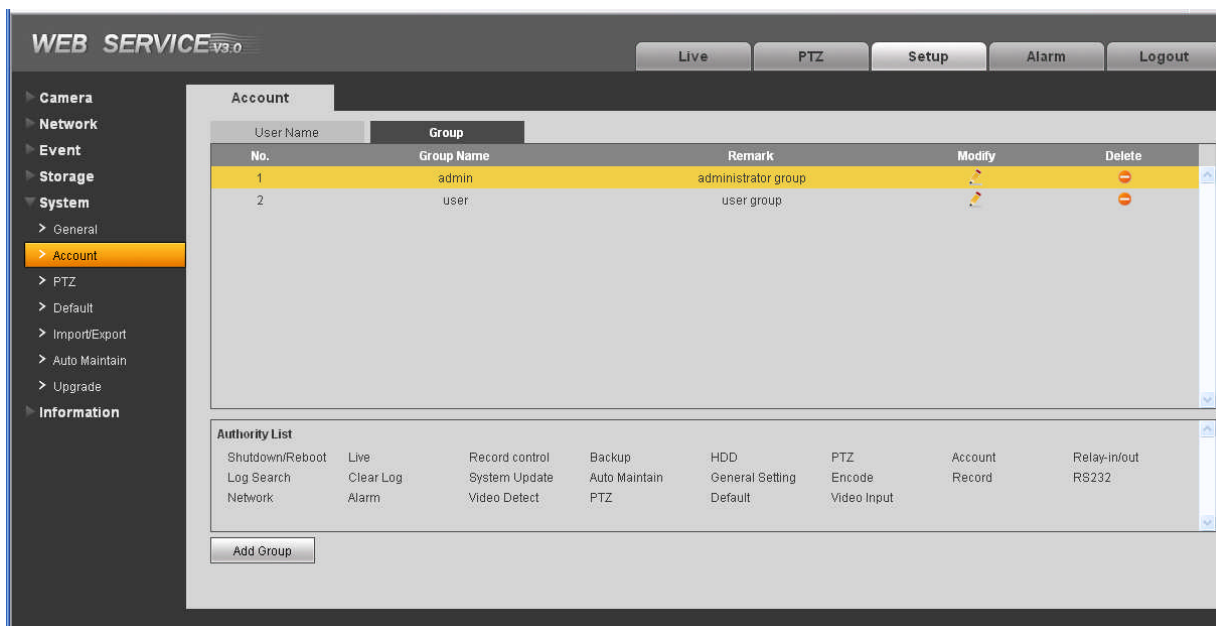 WEB SERVICE V3.0
Live PTZ Setup Alarm Logout
Camera
Network
Event
Storage
System
> General
> Account
> PTZ
> Default
> Import/Export
> Auto Maintain
> Upgrade
Information
Account
User Name Group
No. Group Name Remark Modify Delete
1 admin administrator group
2 user user group
Authority List
Shutdown/Reboot Live Record control Backup HDD PTZ Account Relay-in/out
Log Search Clear Log System Update Auto Maintain General Setting Encode Record RS232
Network Alarm Video Detect PTZ Default Video Input
Add Group